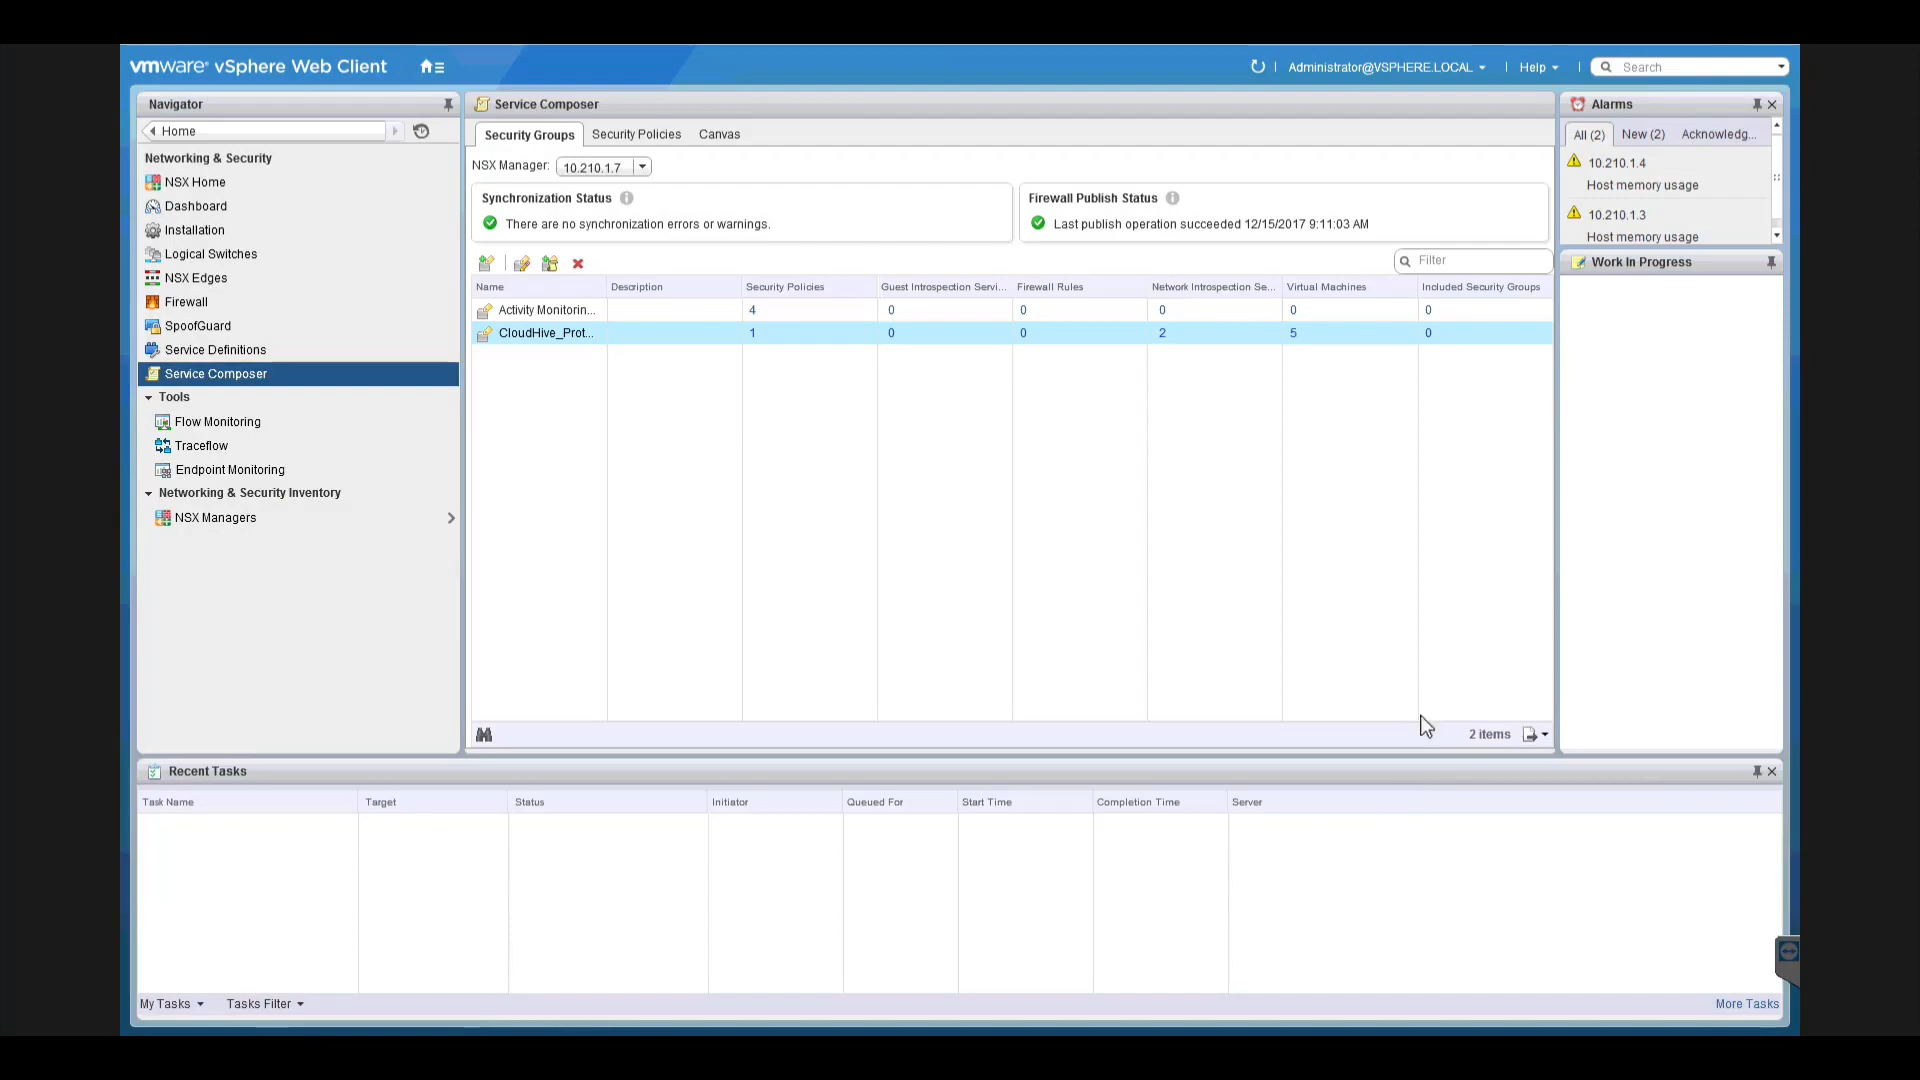 vmware® vSphere Web Client
Administrator@VSPHERE.LOCAL
Help
Search
Navigator
Home
Networking & Security
NSX Home
Dashboard
Installation
Logical Switches
NSX Edges
Firewall
SpoofGuard
Service Definitions
Service Composer
Tools
Flow Monitoring
Traceflow
Endpoint Monitoring
Networking & Security Inventory
NSX Managers
Service Composer
Security Groups Security Policies Canvas
NSX Manager: 10.210.1.7
Synchronization Status
There are no synchronization errors or warnings.
Firewall Publish Status
Last publish operation succeeded 12/15/2017 9:11:03 AM
Filter
Name Description Security Policies Guest Introspection Servi... Firewall Rules Network Introspection Se... Virtual Machines Included Security Groups
Activity Monitorin... 4 0 0 0 0 0
CloudHive_Prot... 1 0 0 2 5 0
2 items
Alarms
All (2) New (2) Acknowledg...
10.210.1.4
Host memory usage
10.210.1.3
Host memory usage
Work In Progress
Recent Tasks
Task Name Target Status Initiator Queued For Start Time Completion Time Server
My Tasks Tasks Filter More Tasks